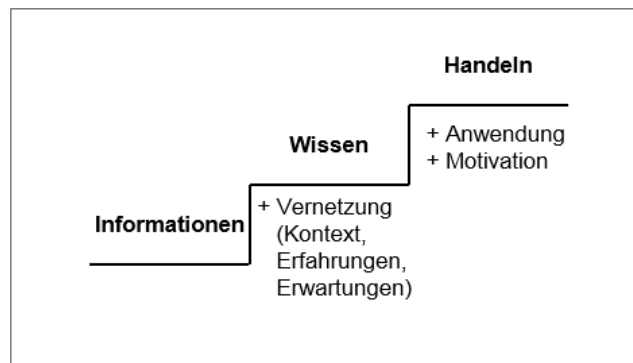 Handeln
+ Anwendung
+ Motivation
Wissen
+ Vernetzung
(Kontext,
Erfahrungen,
Erwartungen)
Informationen